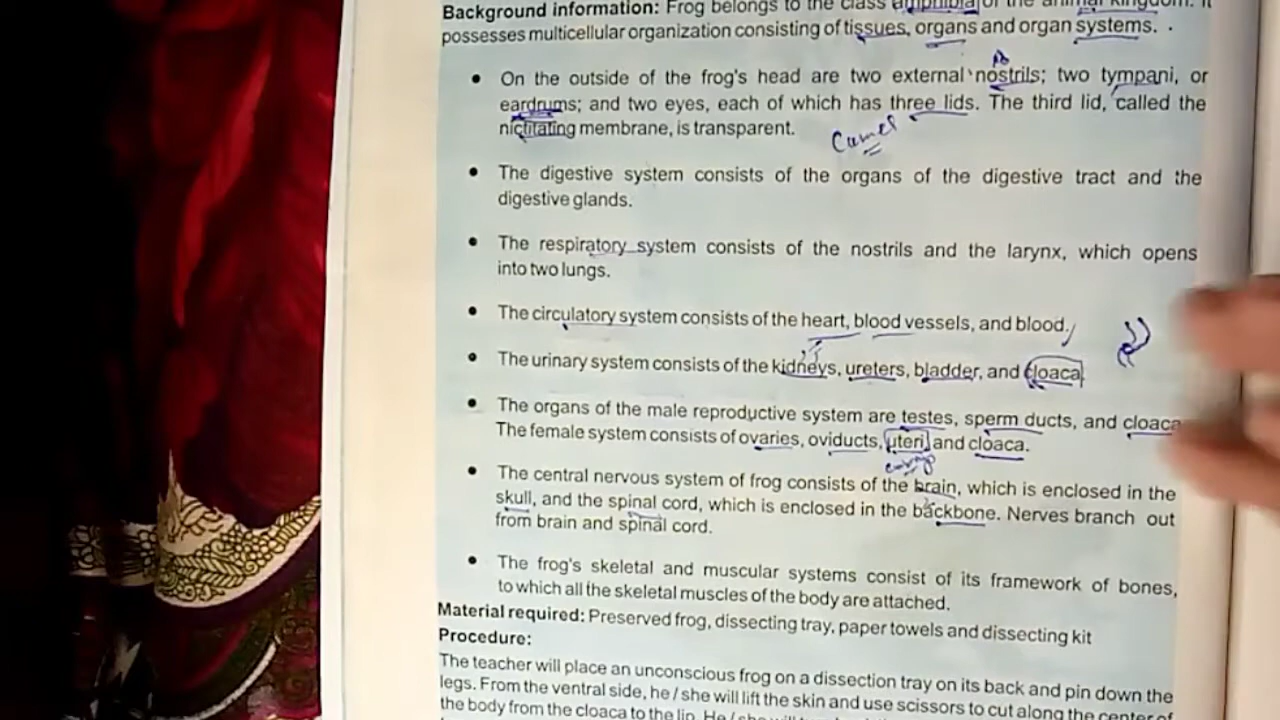 Background information: Frog belongs to the class amphibia of the animal kingdom. It
possesses multicellular organization consisting of tissues, organs and organ systems.
• On the outside of the frog's head are two external nostrils; two tympani, or
eardrums; and two eyes, each of which has three lids. The third lid, called the
nictitating membrane, is transparent.
Camel
• The digestive system consists of the organs of the digestive tract and the
digestive glands.
• The respiratory system consists of the nostrils and the larynx, which opens
into two lungs.
• The circulatory system consists of the heart, blood vessels, and blood.
• The urinary system consists of the kidneys, ureters, bladder, and cloaca.
• The organs of the male reproductive system are testes, sperm ducts, and cloaca
The female system consists of ovaries, oviducts, uteri and cloaca.
• The central nervous system of frog consists of the brain, which is enclosed in the
skull, and the spinal cord, which is enclosed in the backbone. Nerves branch out
from brain and spinal cord.
• The frog's skeletal and muscular systems consist of its framework of bones,
to which all the skeletal muscles of the body are attached.
Material required: Preserved frog, dissecting tray, paper towels and dissecting kit
Procedure:
The teacher will place an unconscious frog on a dissection tray on its back and pin down the
legs. From the ventral side, he / she will lift the skin and use scissors to cut along the center of
the body from the cloaca to the lip. He / she will